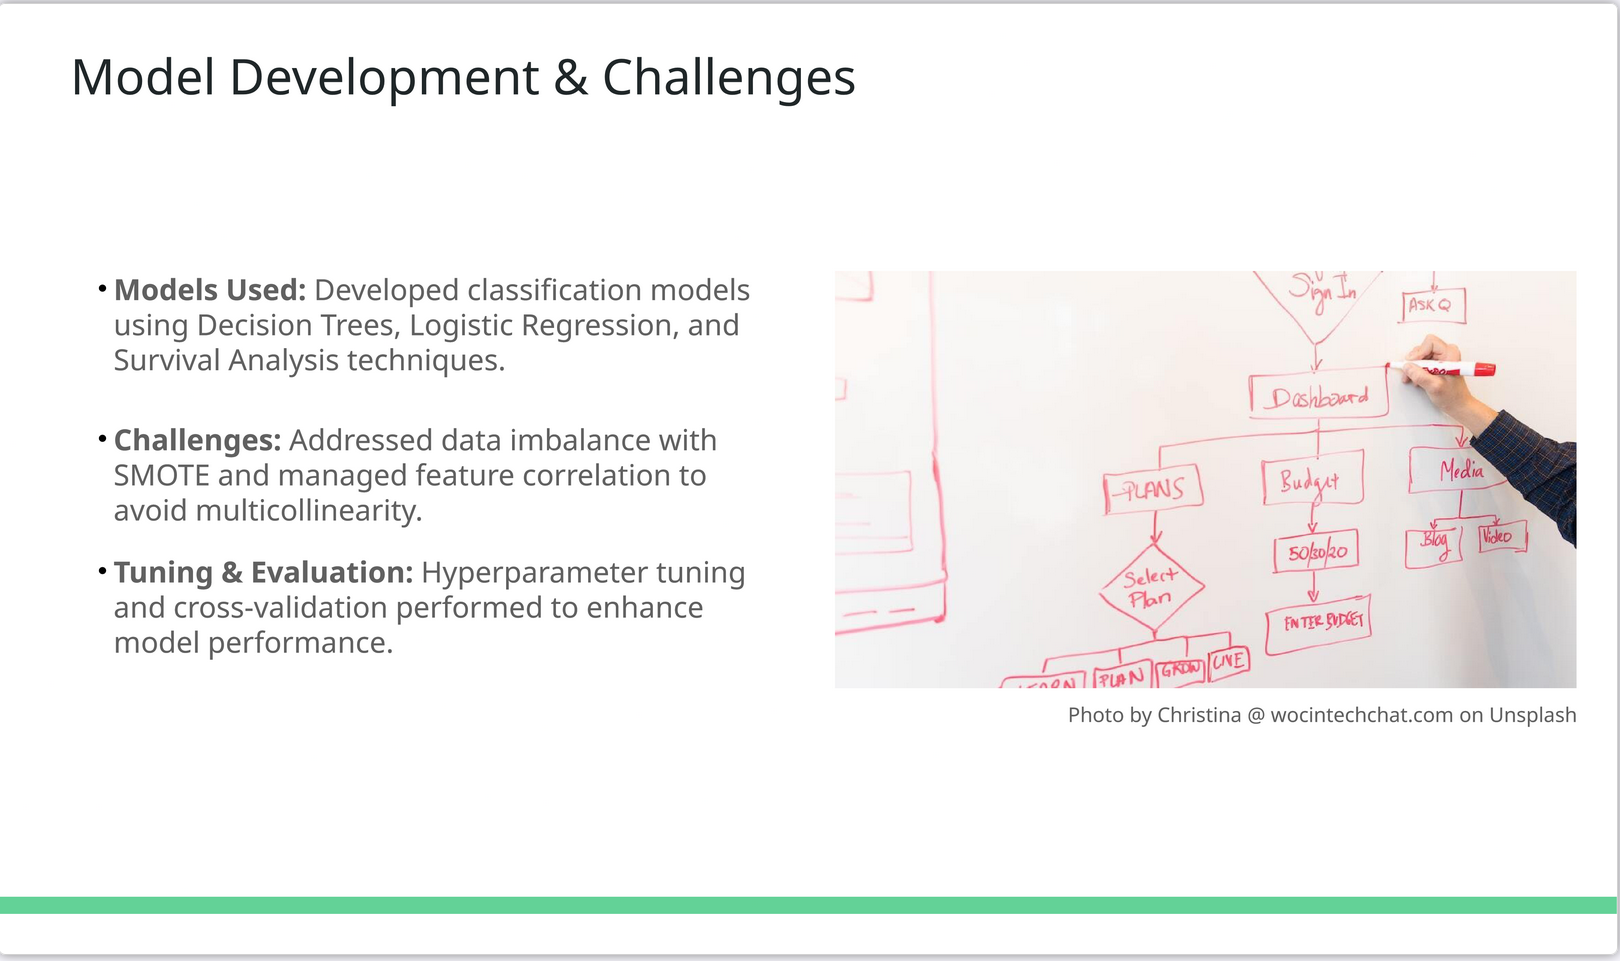 Model Development & Challenges
• Models Used: Developed classification models
using Decision Trees, Logistic Regression, and
Survival Analysis techniques.
• Challenges: Addressed data imbalance with
SMOTE and managed feature correlation to
avoid multicollinearity.
• Tuning & Evaluation: Hyperparameter tuning
and cross-validation performed to enhance
model performance.
Sign In
ASK Q
Dashboard
PLANS
Budget
Media
50/30/20
Blog
Video
Select
Plan
ENTER BUDGET
LEARN
PLAN
GROW
LIVE
Photo by Christina @ wocintechchat.com on Unsplash